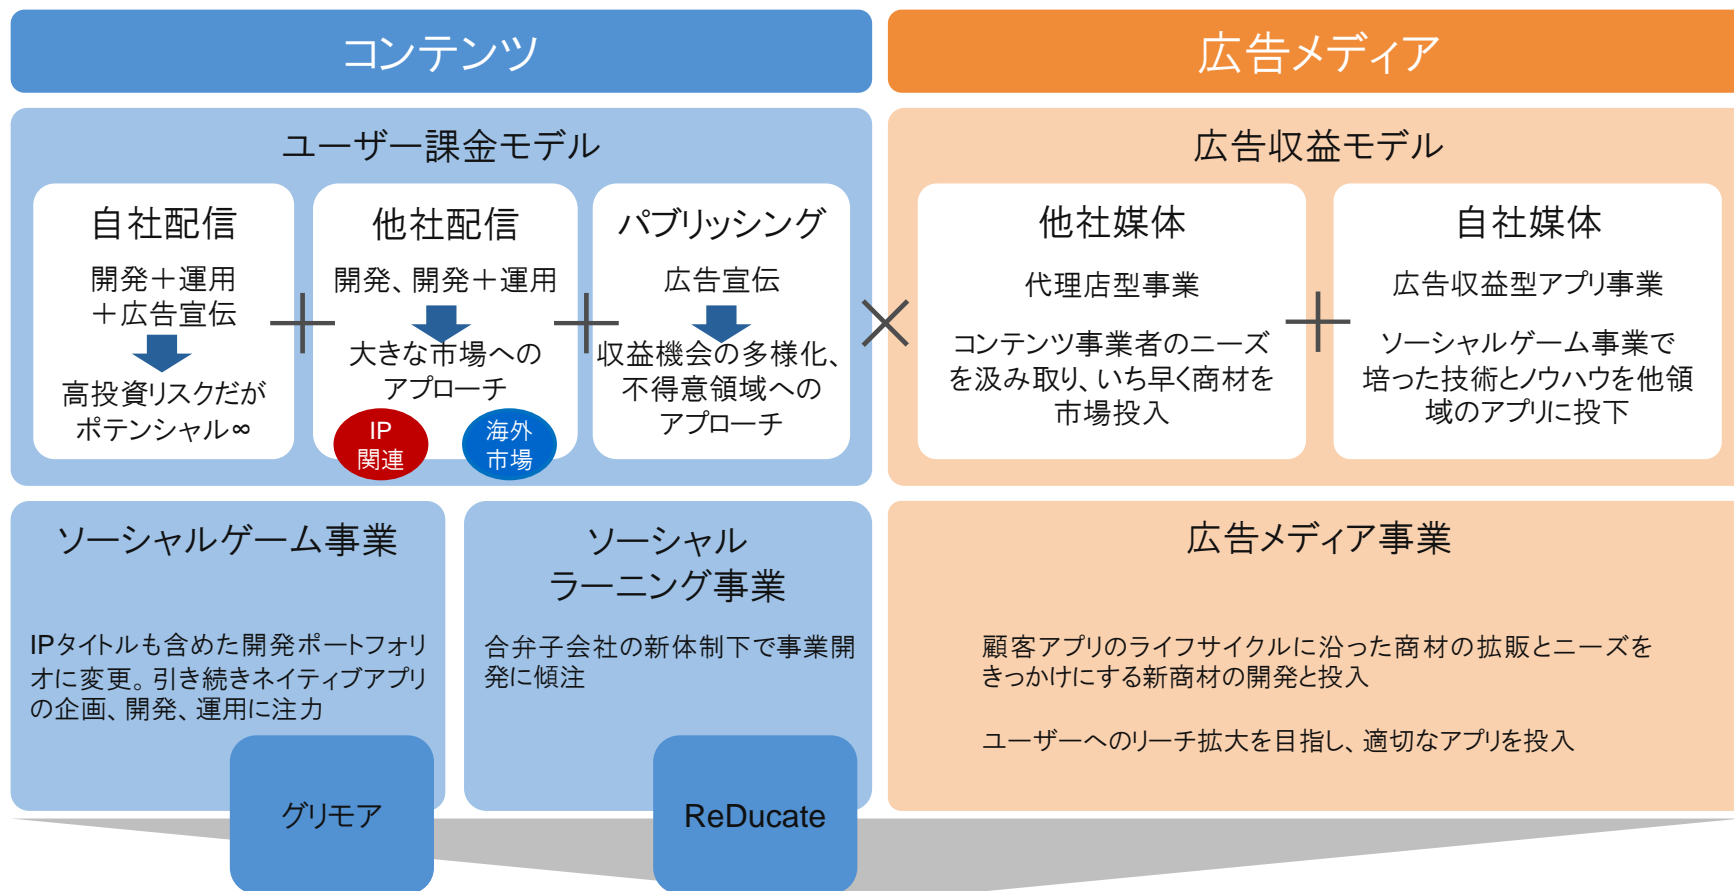 コンテンツ
広告メディア
ユーザー課金モデル
自社配信
開発＋運用
＋広告宣伝
高投資リスクだが
ポテンシャル∞
他社配信
開発、開発＋運用
大きな市場への
アプローチ
IP
関連
海外
市場
パブリッシング
広告宣伝
収益機会の多様化、
不得意領域への
アプローチ
広告収益モデル
他社媒体
代理店型事業
コンテンツ事業者のニーズ
を汲み取り、いち早く商材を
市場投入
自社媒体
広告収益型アプリ事業
ソーシャルゲーム事業で
培った技術とノウハウを他領
域のアプリに投下
ソーシャルゲーム事業
IPタイトルも含めた開発ポートフォリ
オに変更。引き続きネイティブアプリ
の企画、開発、運用に注力
グリモア
ソーシャル
ラーニング事業
合弁子会社の新体制下で事業開
発に傾注
ReDucate
広告メディア事業
顧客アプリのライフサイクルに沿った商材の拡販とニーズを
きっかけにする新商材の開発と投入
ユーザーへのリーチ拡大を目指し、適切なアプリを投入